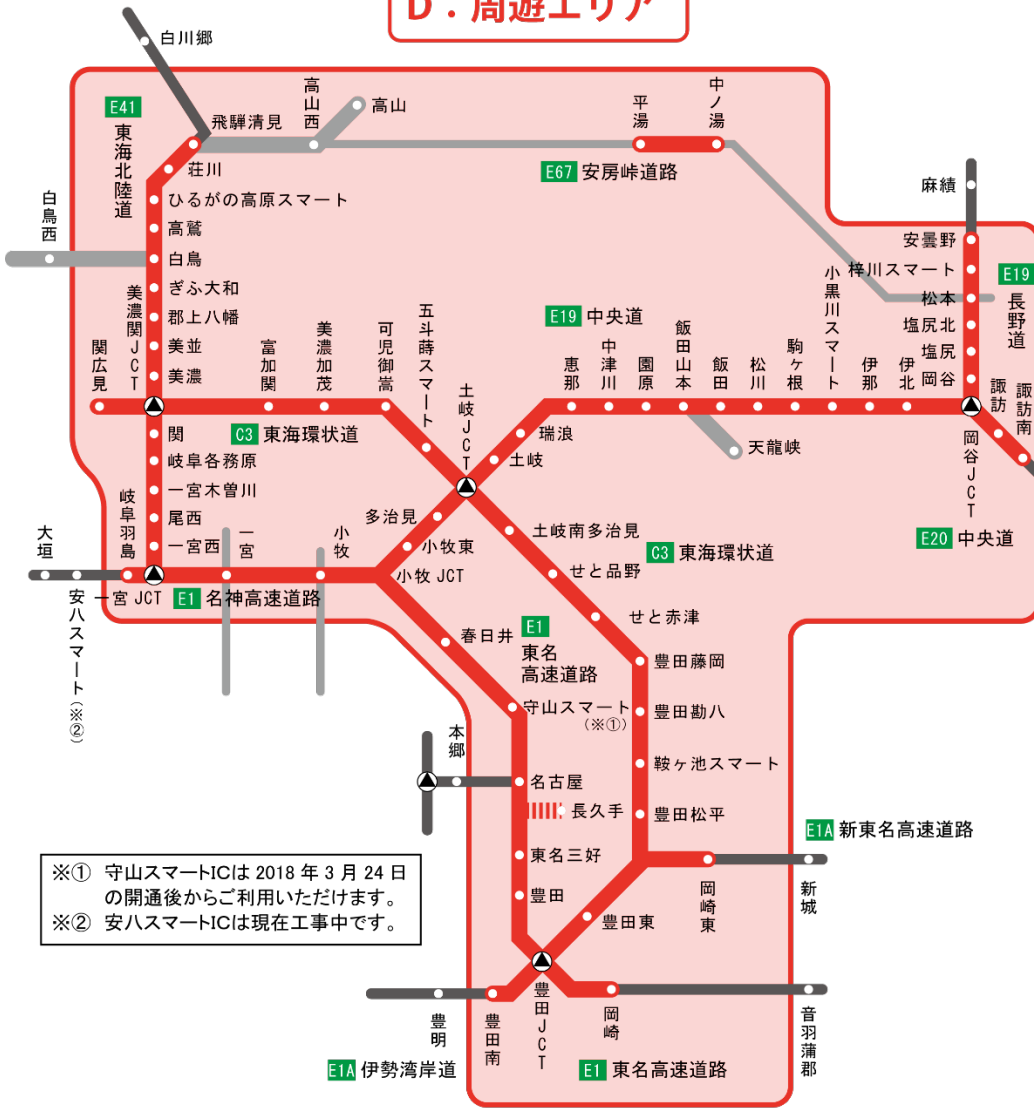 D：周遊エリア
白川郷
E41
東海北陸道
飛騨清見
高山西
高山
平湯
中ノ湯
E67 安房峠道路
荘川
ひるがの高原スマート
高鷲
白鳥西
白鳥
ぎふ大和
郡上八幡
美並
美濃
美濃関JCT
関広見
富加関
美濃加茂
可児御嵩
五斗蒔スマート
土岐JCT
C3 東海環状道
E19 中央道
恵那
中津川
園原
飯田山本
飯田
松川
駒ヶ根
小黒川スマート
伊那
伊北
天龍峡
麻績
安曇野
梓川スマート
松本
塩尻北
塩尻
岡谷
E19
長野道
諏訪
諏訪南
岡谷JCT
E20 中央道
関
岐阜各務原
一宮木曽川
尾西
一宮西
岐阜羽島
大垣
安八スマート（※②）
一宮 JCT
E1 名神高速道路
一宮
小牧
小牧 JCT
小牧東
多治見
土岐
瑞浪
土岐南多治見
せと品野
C3 東海環状道
せと赤津
豊田藤岡
豊田勘八
鞍ヶ池スマート
豊田松平
春日井
E1
東名
高速道路
守山スマート
（※①）
本郷
名古屋
長久手
東名三好
豊田
豊田東
岡崎東
E1A 新東名高速道路
新城
豊田JCT
岡崎
音羽蒲郡
豊明
豊田南
E1A 伊勢湾岸道
E1 東名高速道路
※① 守山スマートICは 2018 年 3 月 24 日
の開通後からご利用いただけます。
※② 安八スマートICは現在工事中です。